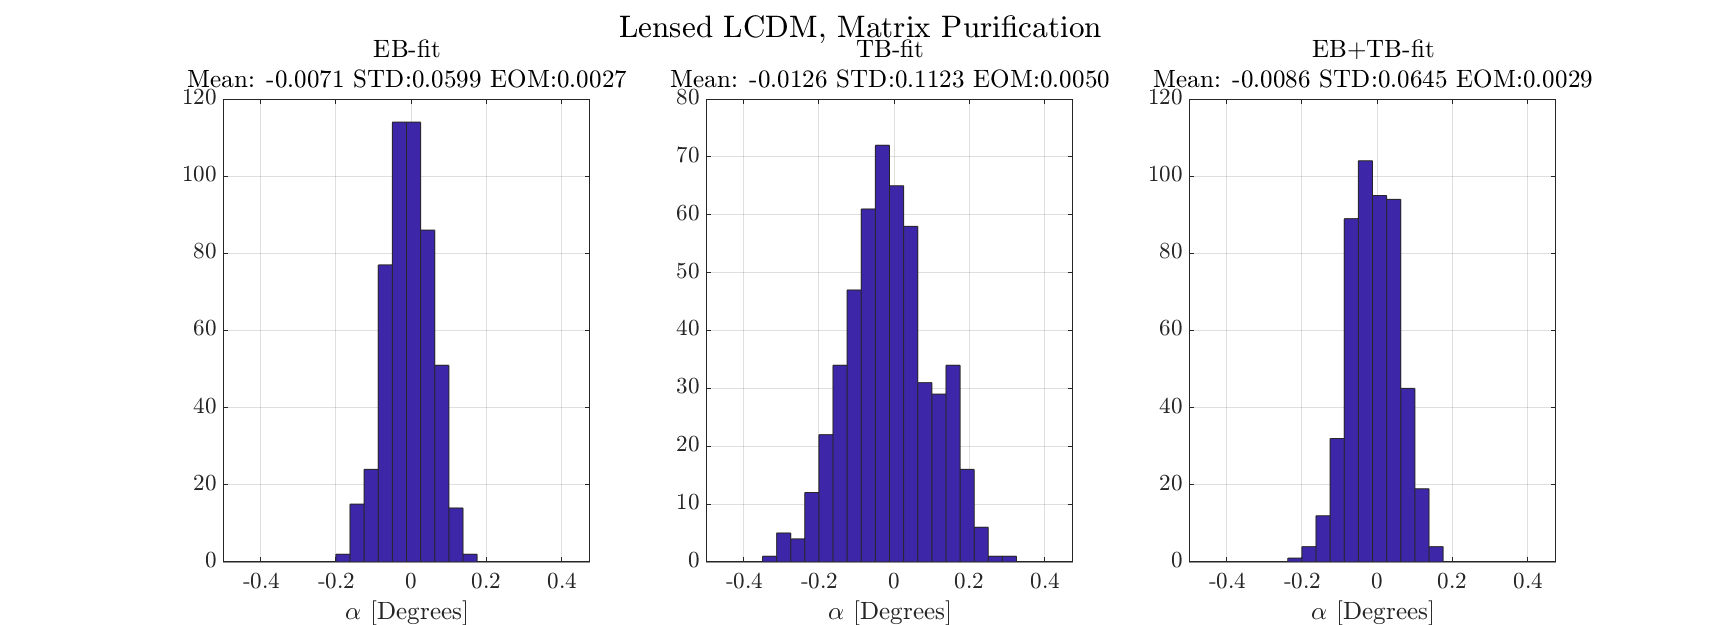 Lensed LCDM, Matrix Purification
EB-fit
Mean: -0.0071 STD:0.0599 EOM:0.0027
120
100
80
60
40
20
0
-0.4 -0.2 0 0.2 0.4
α [Degrees]
TB-fit
Mean: -0.0126 STD:0.1123 EOM:0.0050
80
70
60
50
40
30
20
10
0
-0.4 -0.2 0 0.2 0.4
α [Degrees]
EB+TB-fit
Mean: -0.0086 STD:0.0645 EOM:0.0029
120
100
80
60
40
20
0
-0.4 -0.2 0 0.2 0.4
α [Degrees]